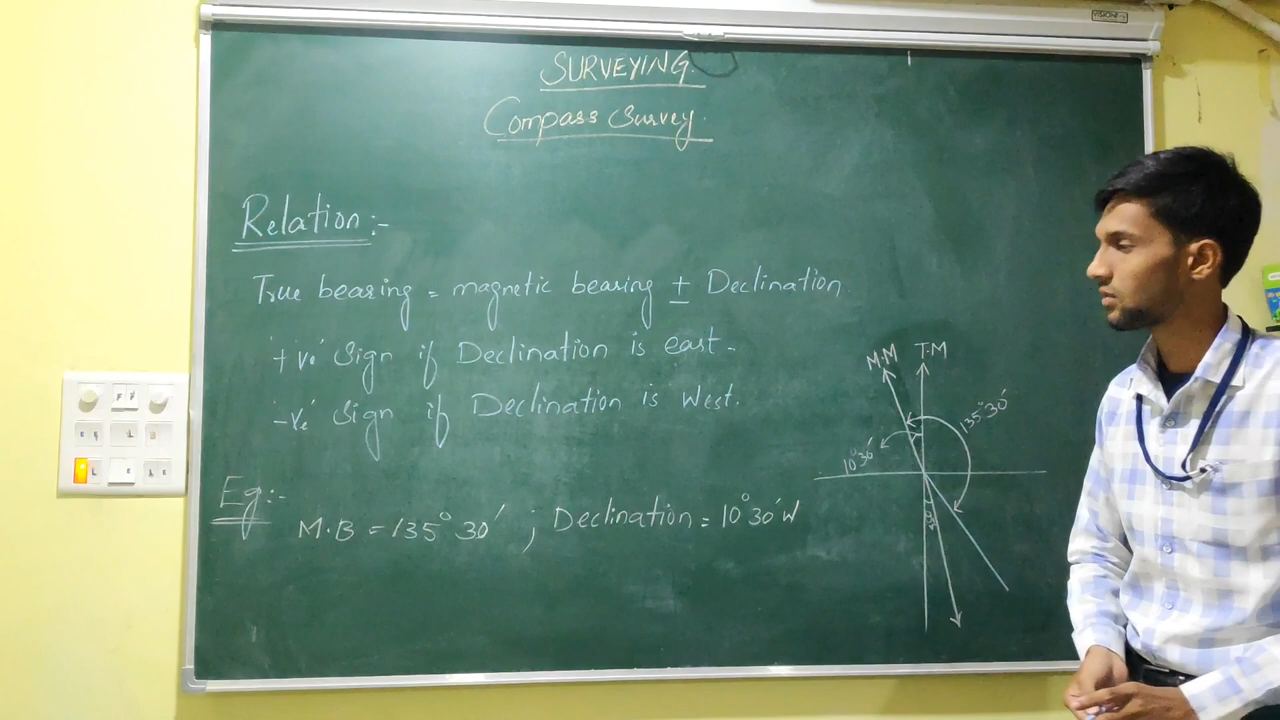 SURVEYING.
Compass Survey.
Relation:-
True bearing = magnetic bearing ± Declination
'+ve' Sign if Declination is east.
'-ve' Sign if Declination is West.
M.M T.M
135°30'
10°30'
Eg:-
M.B = 135° 30' ; Declination = 10°30'W